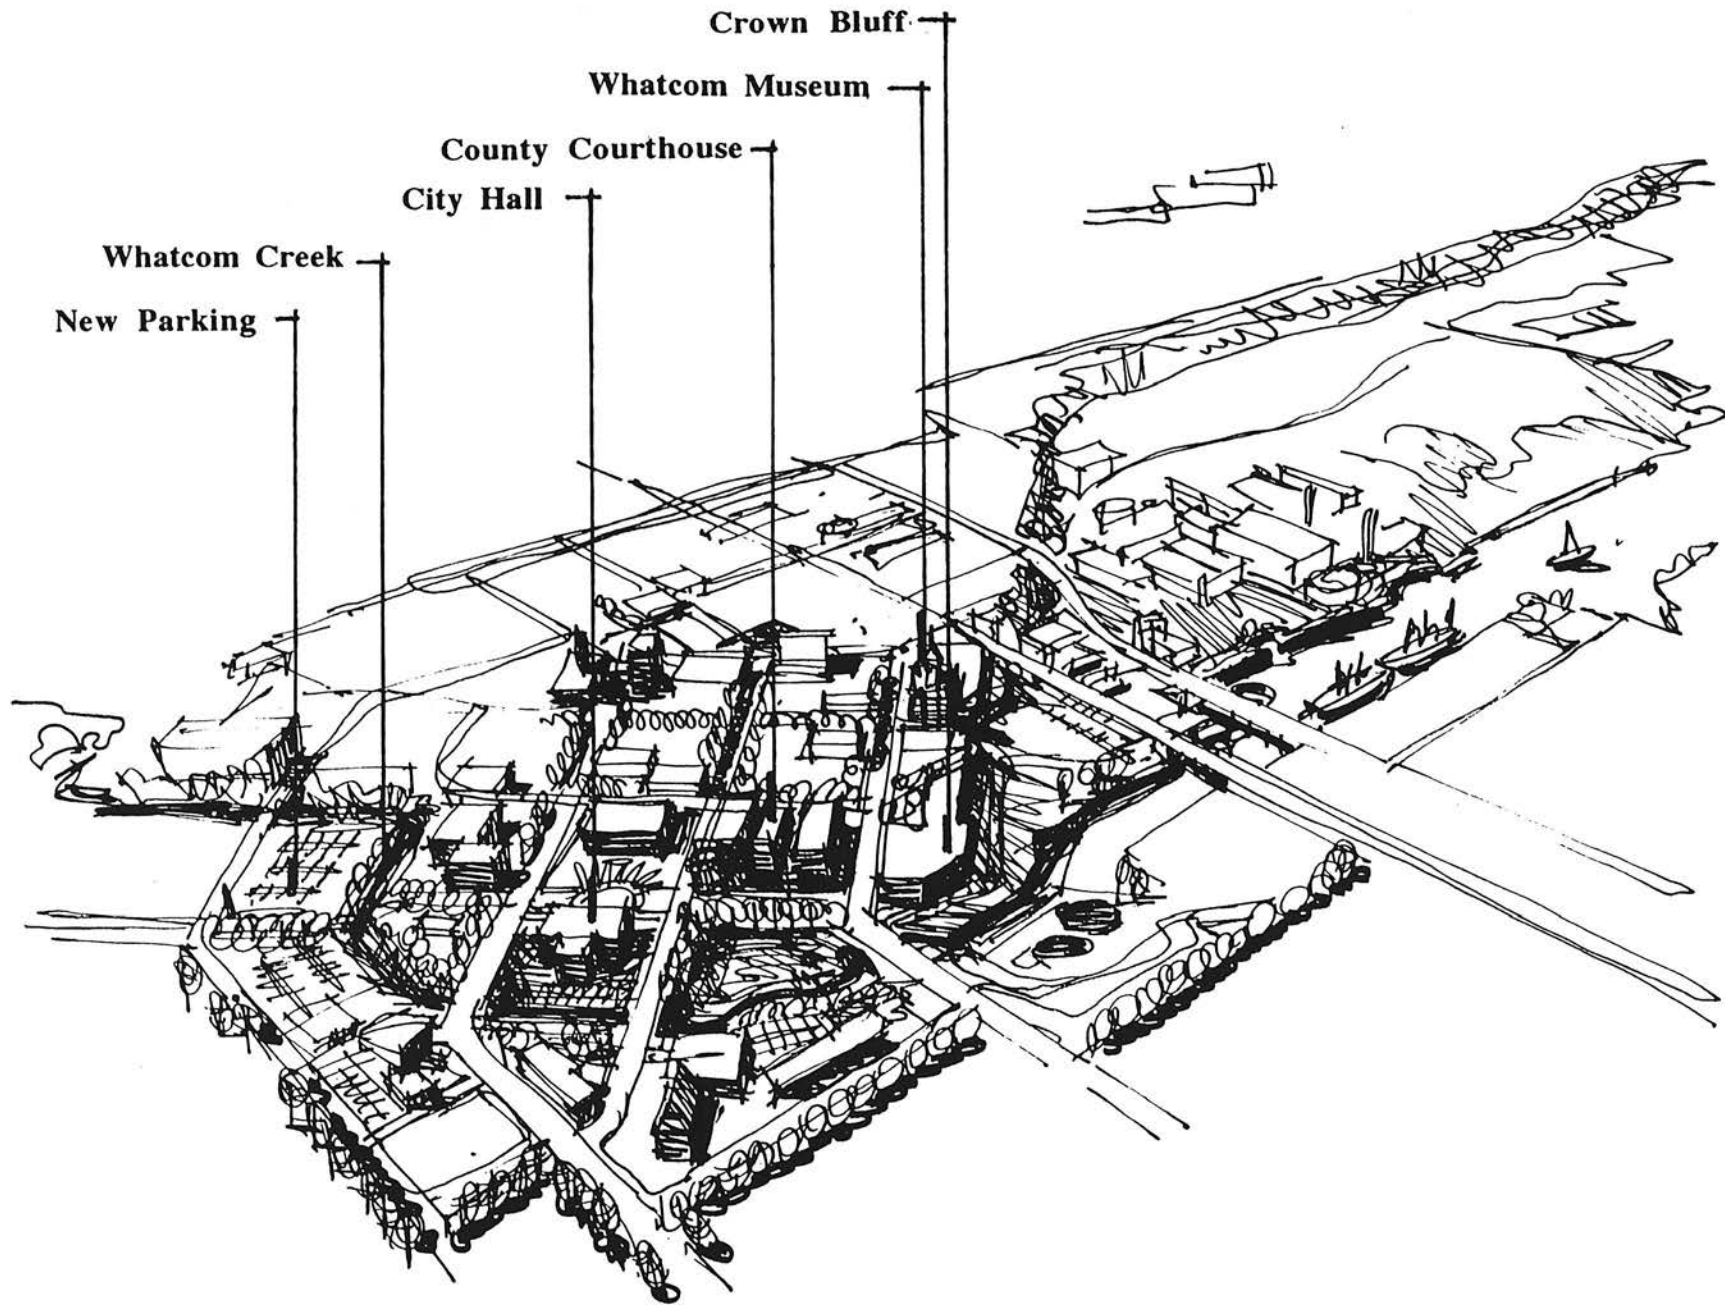 Crown Bluff
Whatcom Museum
County Courthouse
City Hall
Whatcom Creek
New Parking